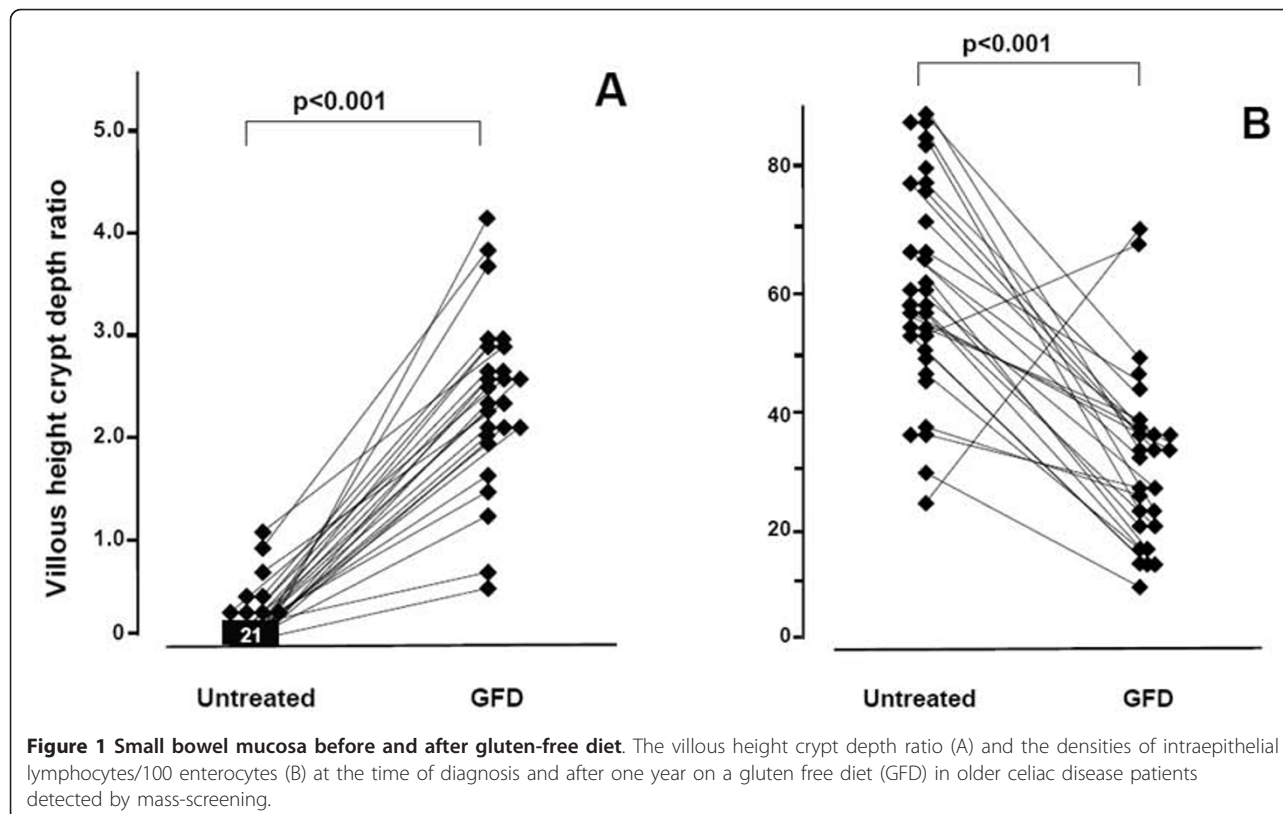 p<0.001
A
5.0
4.0
3.0
2.0
1.0
0
Villous height crypt depth ratio
21
Untreated
GFD
p<0.001
B
80
60
40
20
0
Untreated
GFD
Figure 1 Small bowel mucosa before and after gluten-free diet. The villous height crypt depth ratio (A) and the densities of intraepithelial
lymphocytes/100 enterocytes (B) at the time of diagnosis and after one year on a gluten free diet (GFD) in older celiac disease patients
detected by mass-screening.